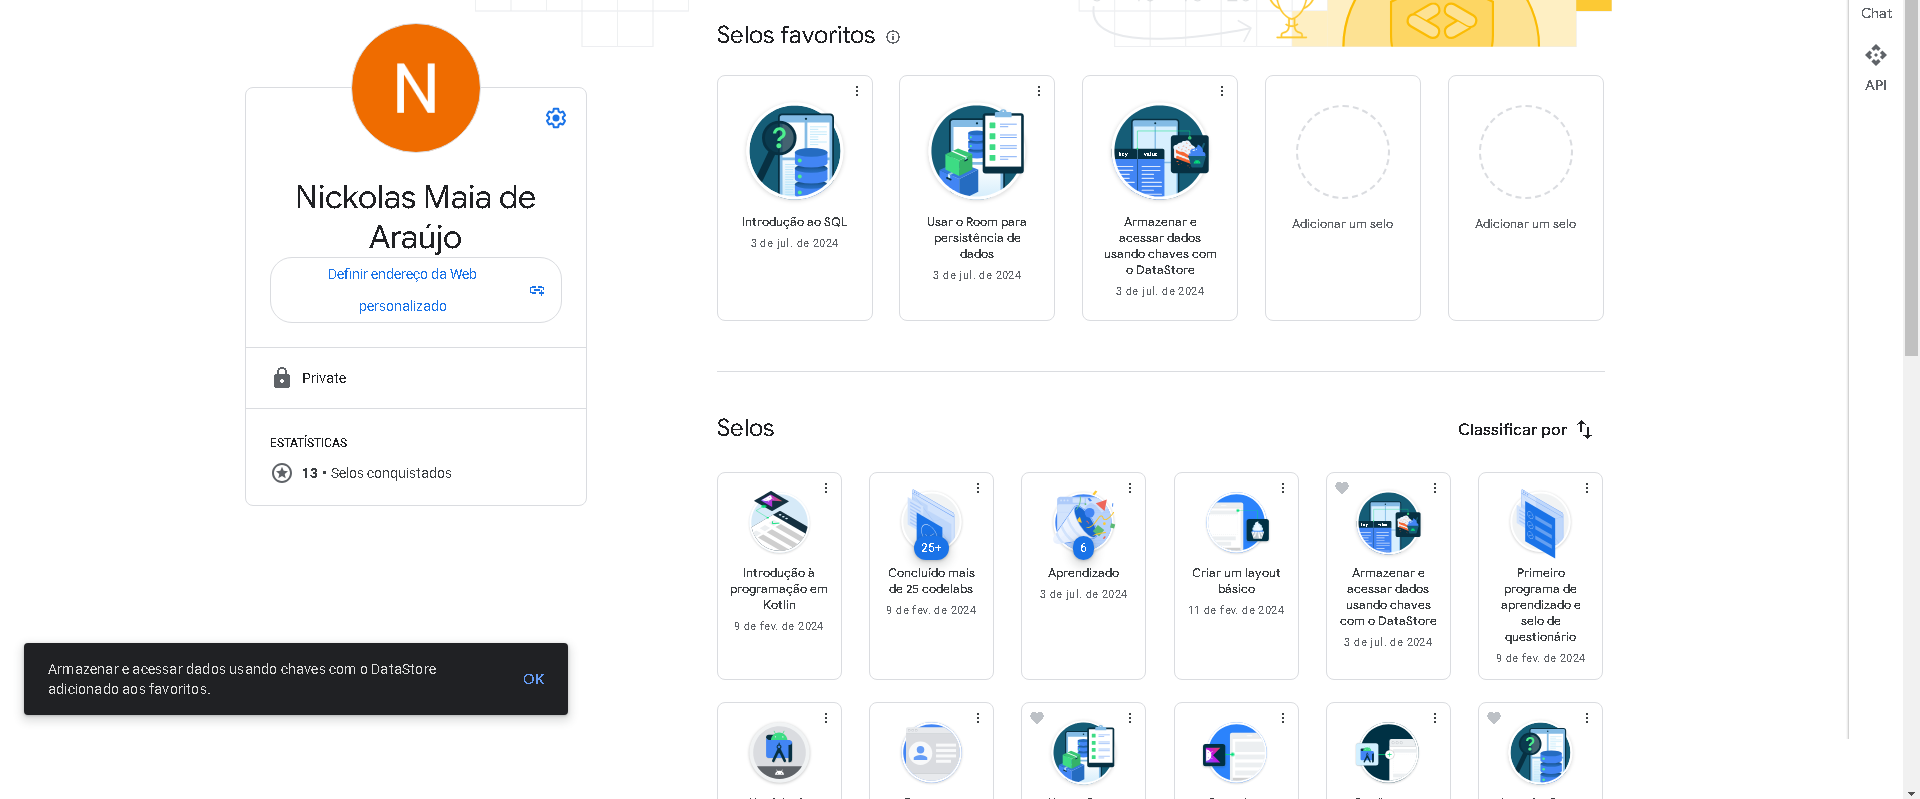 Chat
API
N
Nickolas Maia de
Araújo
Definir endereço da Web
personalizado
Private
ESTATÍSTICAS
13 • Selos conquistados
Selos favoritos
Introdução ao SQL
3 de jul. de 2024
Usar o Room para
persistência de
dados
3 de jul. de 2024
key value
Armazenar e
acessar dados
usando chaves com
o DataStore
3 de jul. de 2024
Adicionar um selo
Adicionar um selo
Selos
Classificar por
Introdução à
programação em
Kotlin
9 de fev. de 2024
25+
Concluído mais
de 25 codelabs
9 de fev. de 2024
6
Aprendizado
3 de jul. de 2024
Criar um layout
básico
11 de fev. de 2024
Armazenar e
acessar dados
usando chaves
com o DataStore
3 de jul. de 2024
Primeiro
programa de
aprendizado e
selo de
questionário
9 de fev. de 2024
Armazenar e acessar dados usando chaves com o DataStore
adicionado aos favoritos.
OK